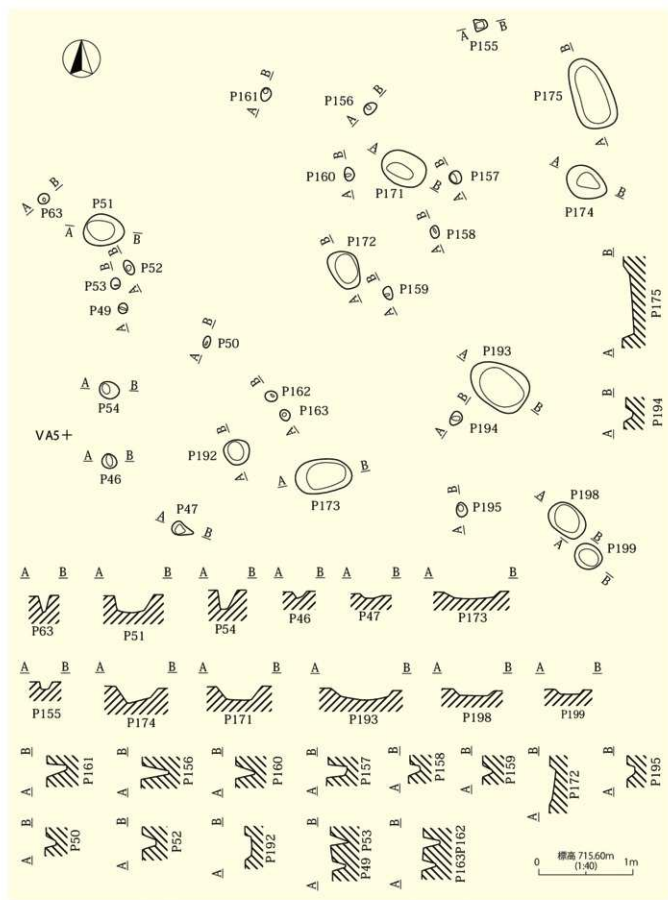 A B
P155
B
P161
A
P156
B
A
B
P175
A
B
P160
A
A
P171
B
B
P157
A
A
P174
B
A
B
P63
P51
A B
B
P52
A
B
P53
P49
A
B
P172
A
P158
B
P159
A
B
P175
A
B
P50
A
A B
P54
B
P162
P163
A
A
P193
B
B
P194
A
B
P194
A
VA5+
A B
P46
B
P192
A
A
P173
B
A
P47
B
B
P195
A
A
P198
B
A
P199
B
A B A B A B A B A B A B
P63 P51 P54 P46 P47 P173
A B A B A B A B A B A B
P155 P174 P171 P193 P198 P199
B B B B B B B B
P161 P156 P160 P157 P158 P159 P172 P195
A A A A A A A A
B B B B B
P50 P52 P192 P49 P53 P163 P162
A A A A A
標高 715.60m
(1:40)
0 1m